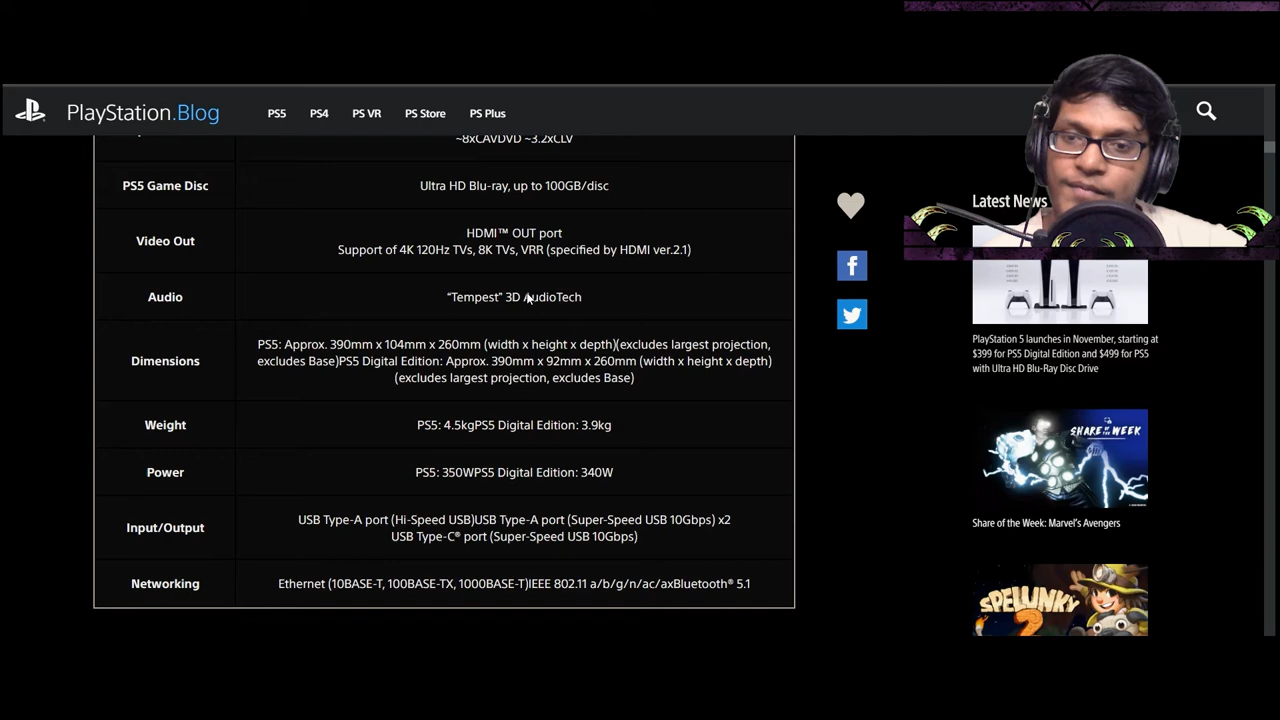 PlayStation.Blog
PS5
PS4
PS VR
PS Store
PS Plus
~8xCAVDVD ~3.2xCLV
PS5 Game Disc
Ultra HD Blu-ray, up to 100GB/disc
Video Out
HDMI™ OUT port
Support of 4K 120Hz TVs, 8K TVs, VRR (specified by HDMI ver.2.1)
Audio
“Tempest” 3D AudioTech
Dimensions
PS5: Approx. 390mm x 104mm x 260mm (width x height x depth)(excludes largest projection,
excludes Base)PS5 Digital Edition: Approx. 390mm x 92mm x 260mm (width x height x depth)
(excludes largest projection, excludes Base)
Weight
PS5: 4.5kgPS5 Digital Edition: 3.9kg
Power
PS5: 350WPS5 Digital Edition: 340W
Input/Output
USB Type-A port (Hi-Speed USB)USB Type-A port (Super-Speed USB 10Gbps) x2
USB Type-C® port (Super-Speed USB 10Gbps)
Networking
Ethernet (10BASE-T, 100BASE-TX, 1000BASE-T)IEEE 802.11 a/b/g/n/ac/axBluetooth® 5.1
Latest News
PlayStation 5 launches in November, starting at
$399 for PS5 Digital Edition and $499 for PS5
with Ultra HD Blu-Ray Disc Drive
SHARE OF THE
WEEK
Share of the Week: Marvel’s Avengers
SPELUNKY
2